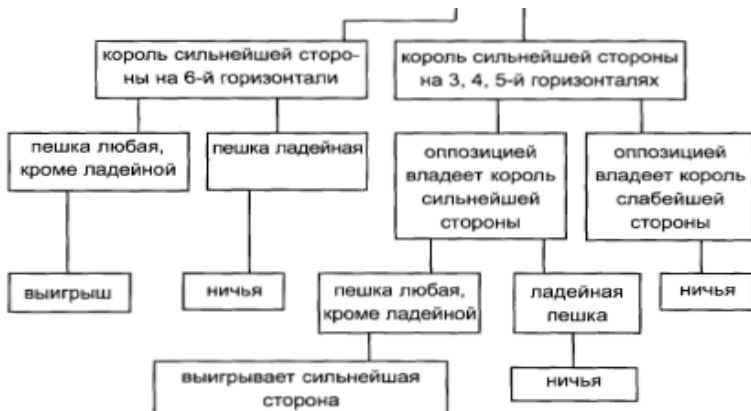 король сильнейшей сторо-
ны на 6-й горизонтали
король сильнейшей стороны
на 3, 4, 5-й горизонталях
пешка любая,
кроме ладейной
пешка ладейная
оппозицией
владеет король
сильнейшей
стороны
оппозицией
владеет король
слабейшей
стороны
выигрыш
ничья
пешка любая,
кроме ладейной
ладейная
пешка
ничья
выигрывает сильнейшая
сторона
ничья